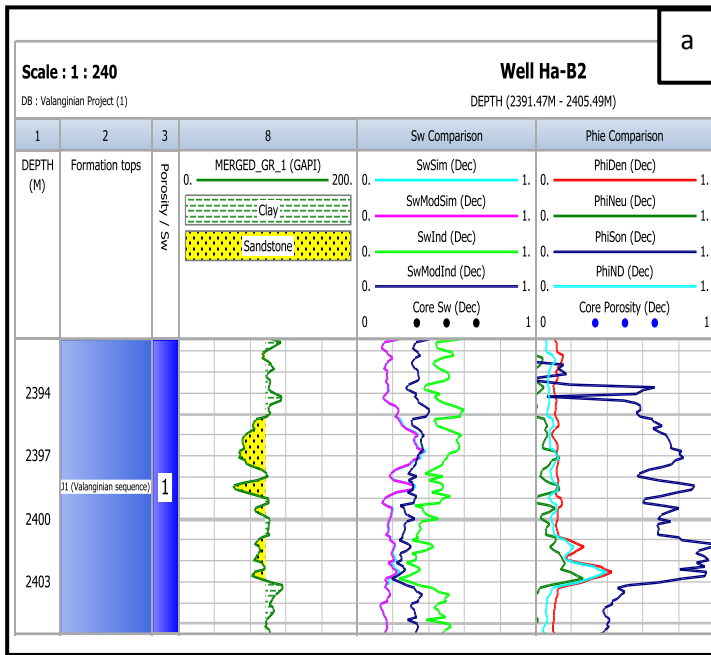 a
Scale : 1 : 240
Well Ha-B2
DB : Valanginian Project (1)
DEPTH (2391.47M - 2405.49M)
1
2
3
8
Sw Comparison
Phie Comparison
DEPTH
(M)
Formation tops
Porosity / Sw
MERGED_GR_1 (GAPI)
0. 200.
Clay
Sandstone
SwSim (Dec)
0. 1.
SwModSim (Dec)
0. 1.
SwInd (Dec)
0. 1.
SwModInd (Dec)
0. 1.
Core Sw (Dec)
0 1
PhiDen (Dec)
0. 1.
PhiNeu (Dec)
0. 1.
PhiSon (Dec)
0. 1.
PhiND (Dec)
0. 1.
Core Porosity (Dec)
0 1
2394
2397
2400
2403
J1 (Valanginian sequence)
1